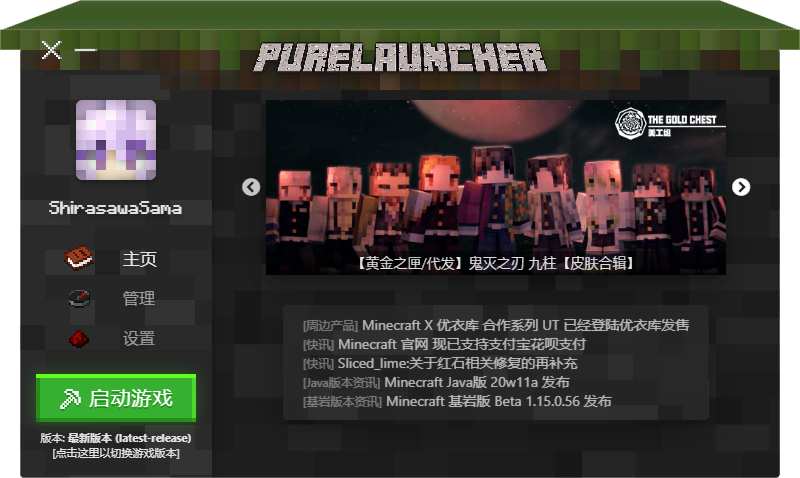 PURELAUNCHER
ShirasawaSama
主页
管理
设置
启动游戏
版本: 最新版本 (latest-release)
[点击这里以切换游戏版本]
THE GOLD CHEST
美工组
【黄金之匣/代发】鬼灭之刃 九柱【皮肤合辑】
[周边产品] Minecraft X 优衣库 合作系列 UT 已经登陆优衣库发售
[快讯] Minecraft 官网 现已支持支付宝花呗支付
[快讯] Sliced_lime:关于红石相关修复的再补充
[Java版本资讯] Minecraft Java版 20w11a 发布
[基岩版本资讯] Minecraft 基岩版 Beta 1.15.0.56 发布